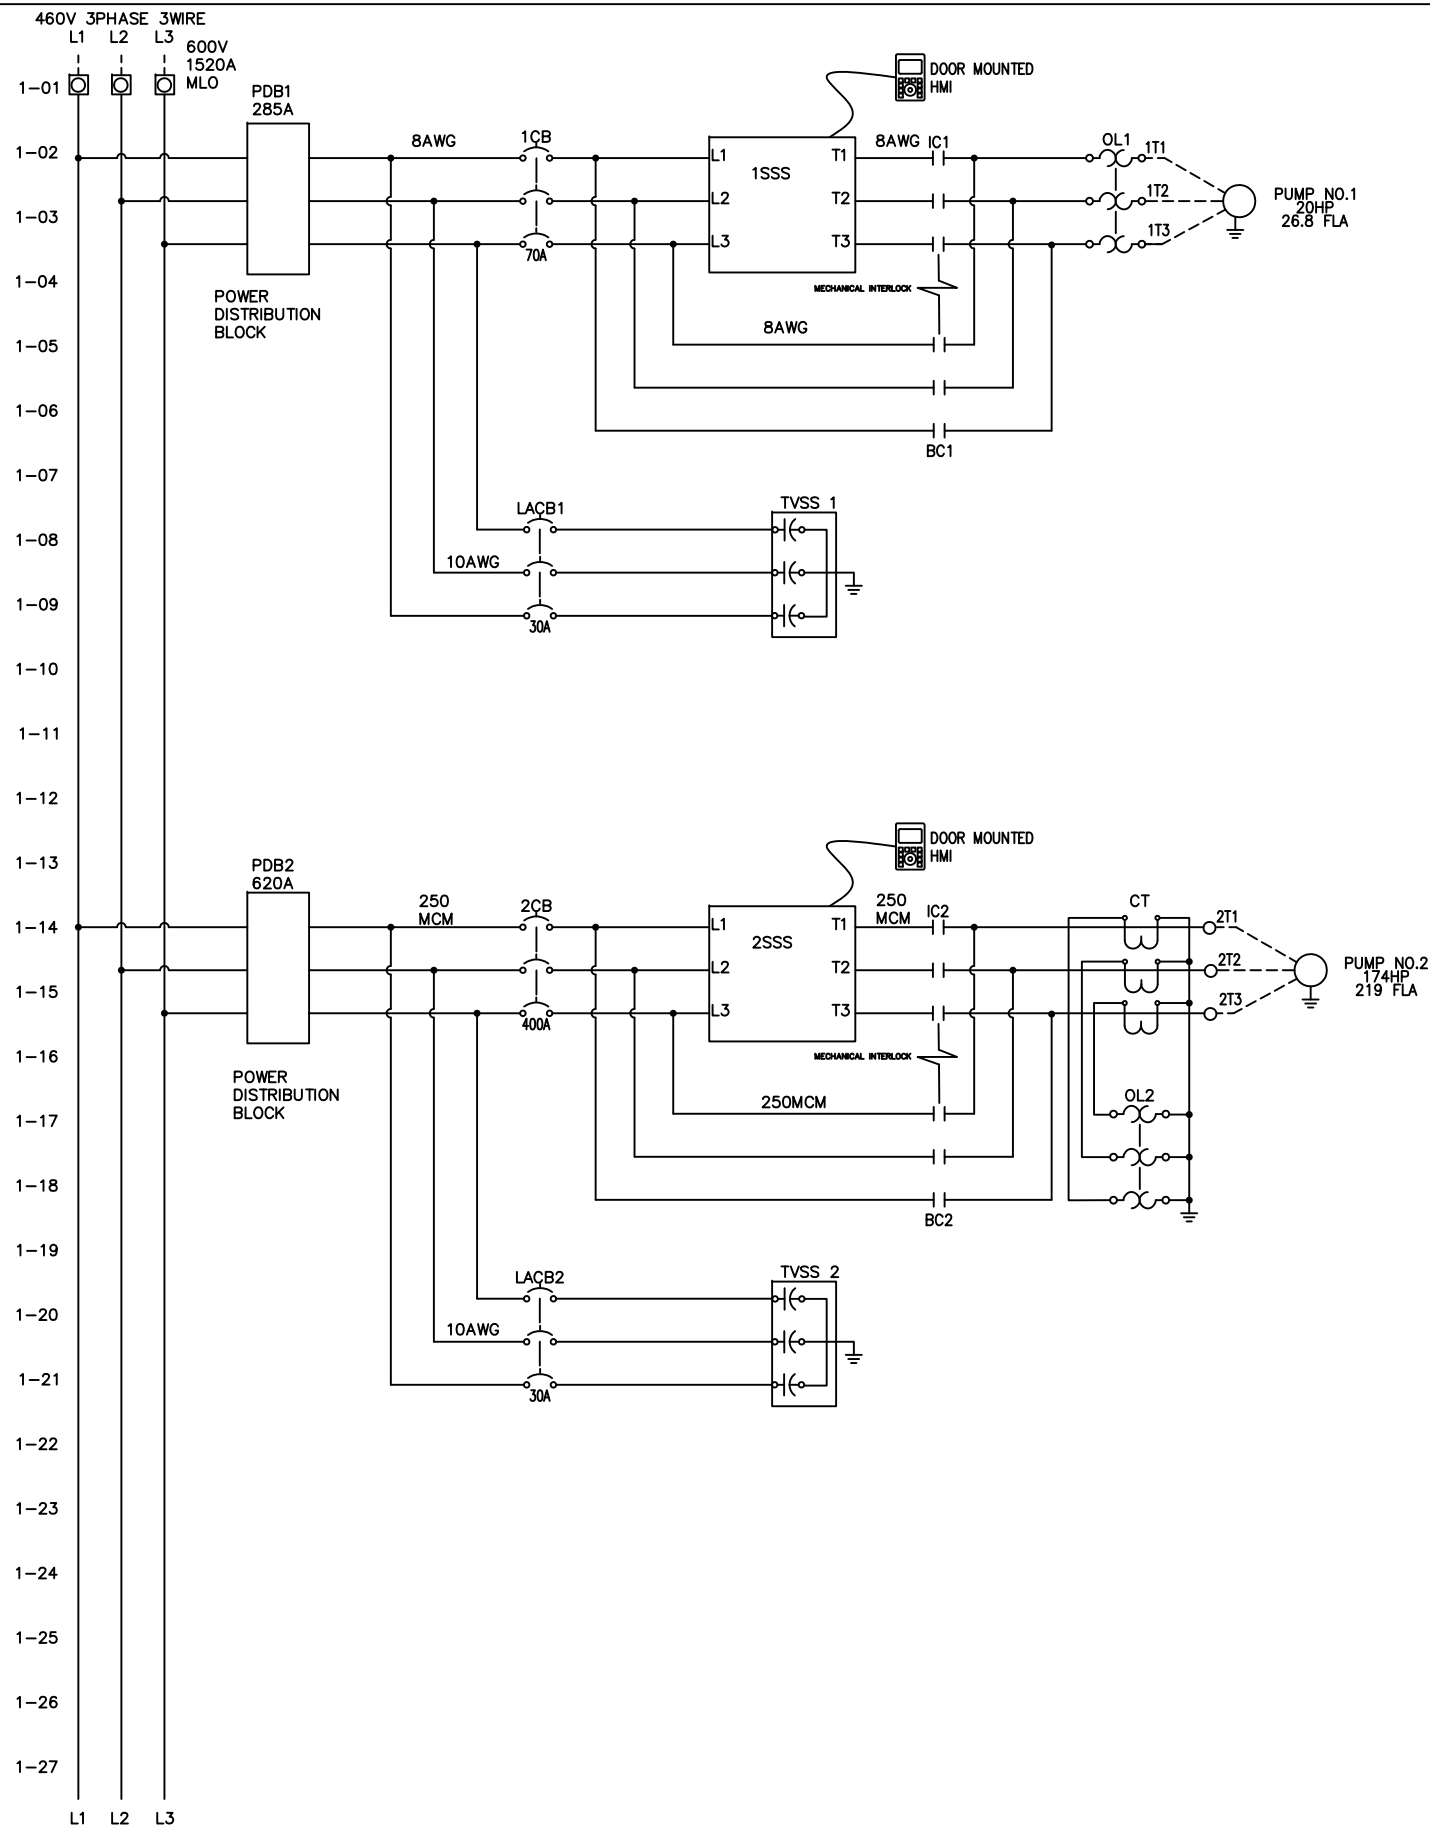 460V 3PHASE 3WIRE
L1 L2 L3
600V
1520A
MLO
1-01
PDB1
285A
DOOR MOUNTED
HMI
1-02
8AWG
1CB
L1
T1
1SSS
8AWG
IC1
OL1
1T1
L2
T2
1T2
PUMP NO.1
20HP
26.8 FLA
1-03
L3
T3
1T3
70A
1-04
MECHANICAL INTERLOCK
POWER
DISTRIBUTION
BLOCK
8AWG
1-05
1-06
BC1
1-07
LACB1
TVSS 1
1-08
10AWG
1-09
30A
1-10
1-11
1-12
1-13
DOOR MOUNTED
HMI
PDB2
620A
250
MCM
2CB
L1
T1
2SSS
250
MCM
IC2
CT
2T1
1-14
L2
T2
2T2
PUMP NO.2
174HP
219 FLA
1-15
L3
T3
2T3
400A
1-16
MECHANICAL INTERLOCK
POWER
DISTRIBUTION
BLOCK
250MCM
OL2
1-17
1-18
BC2
1-19
LACB2
TVSS 2
1-20
10AWG
1-21
30A
1-22
1-23
1-24
1-25
1-26
1-27
L1 L2 L3